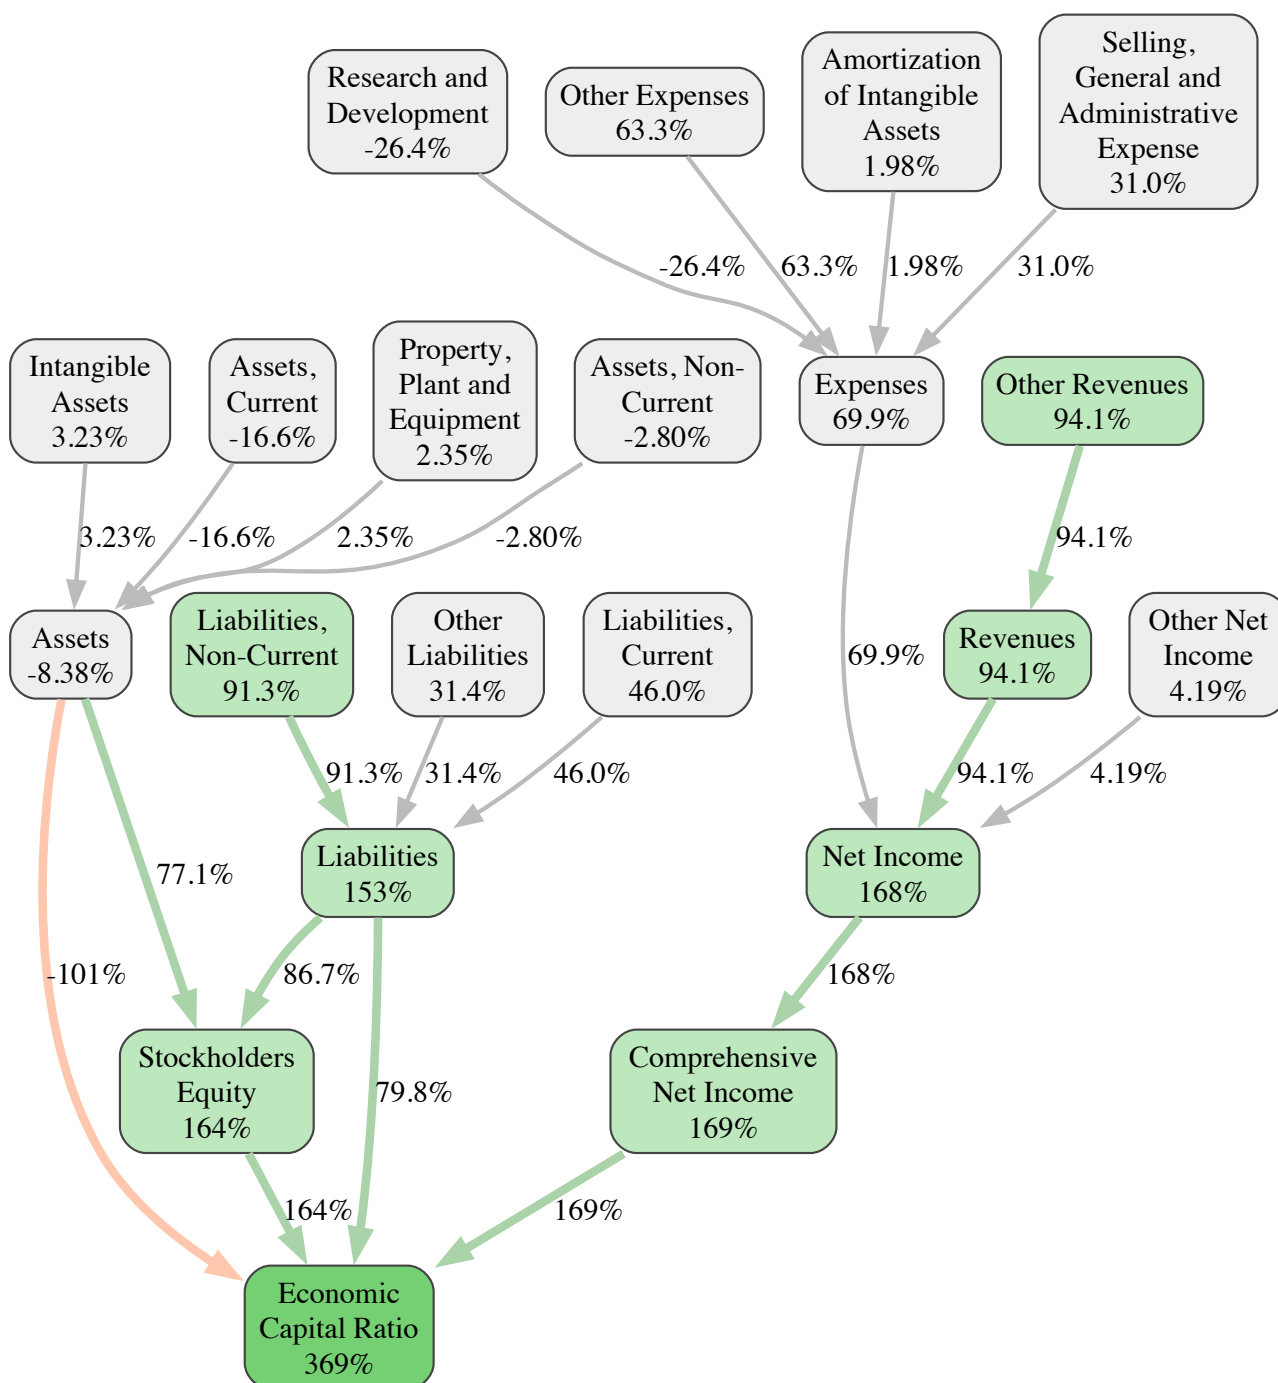 Research and
Development
-26.4%
Other Expenses
63.3%
Amortization
of Intangible
Assets
1.98%
Selling,
General and
Administrative
Expense
31.0%
-26.4%
63.3%
1.98%
31.0%
Intangible
Assets
3.23%
Assets,
Current
-16.6%
Property,
Plant and
Equipment
2.35%
Assets, Non-
Current
-2.80%
Expenses
69.9%
Other Revenues
94.1%
3.23%
-16.6%
2.35%
-2.80%
94.1%
Assets
-8.38%
Liabilities,
Non-Current
91.3%
Other
Liabilities
31.4%
Liabilities,
Current
46.0%
69.9%
Revenues
94.1%
Other Net
Income
4.19%
91.3%
31.4%
46.0%
94.1%
4.19%
77.1%
Liabilities
153%
Net Income
168%
-101%
86.7%
168%
Stockholders
Equity
164%
79.8%
Comprehensive
Net Income
169%
164%
169%
Economic
Capital Ratio
369%